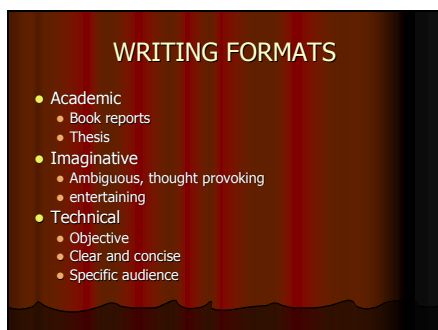 WRITING FORMATS
● Academic
● Book reports
● Thesis
● Imaginative
● Ambiguous, thought provoking
● entertaining
● Technical
● Objective
● Clear and concise
● Specific audience